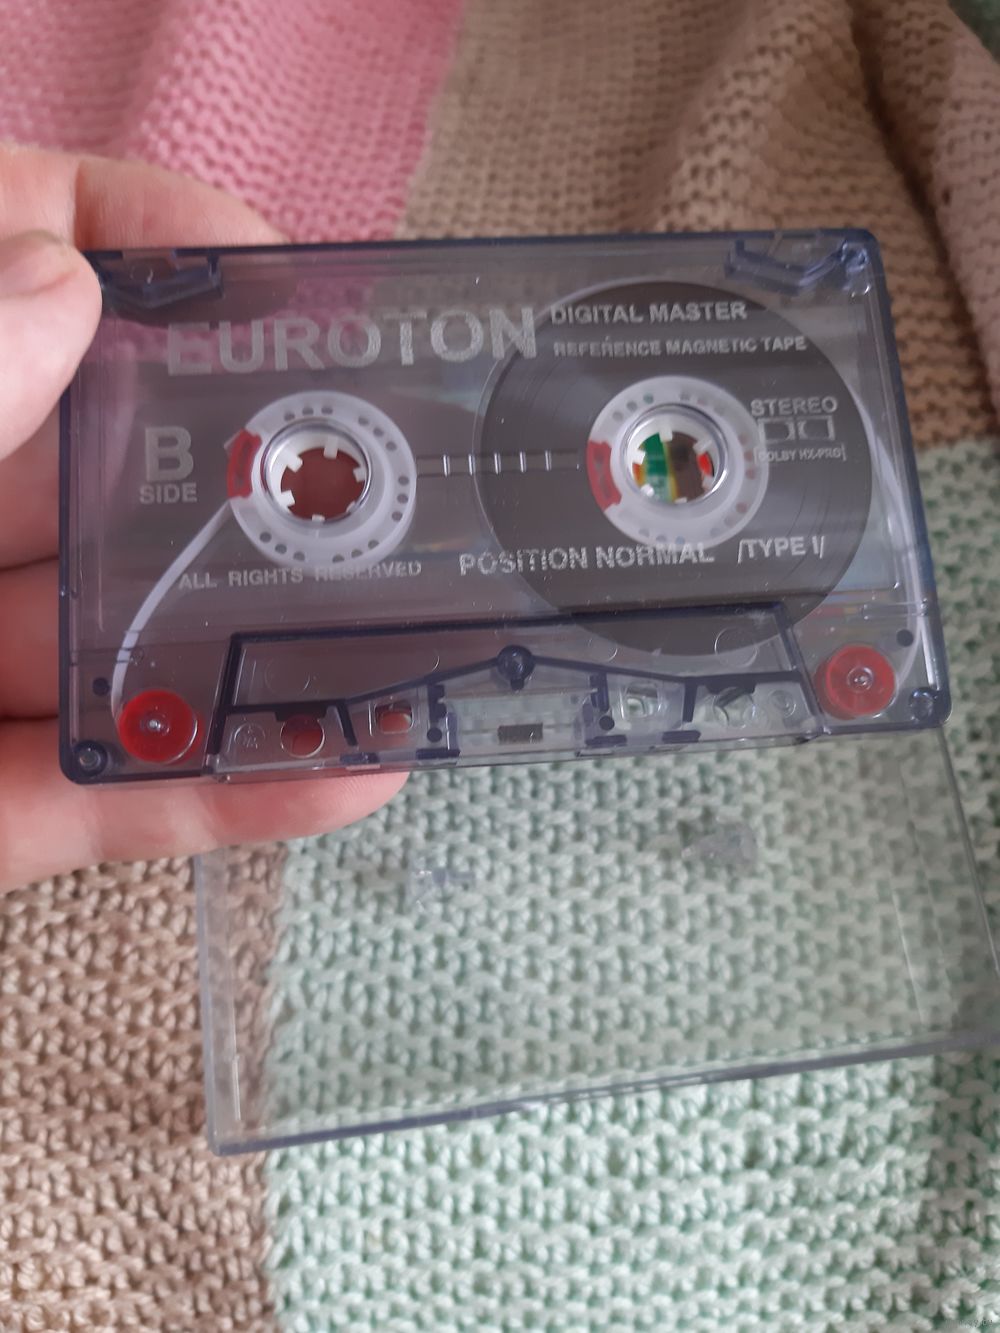 EUROTON
DIGITAL MASTER
REFERENCE MAGNETIC TAPE
STEREO
DOLBY HX-PRO
B
SIDE
POSITION NORMAL /TYPE I/
ALL RIGHTS RESERVED